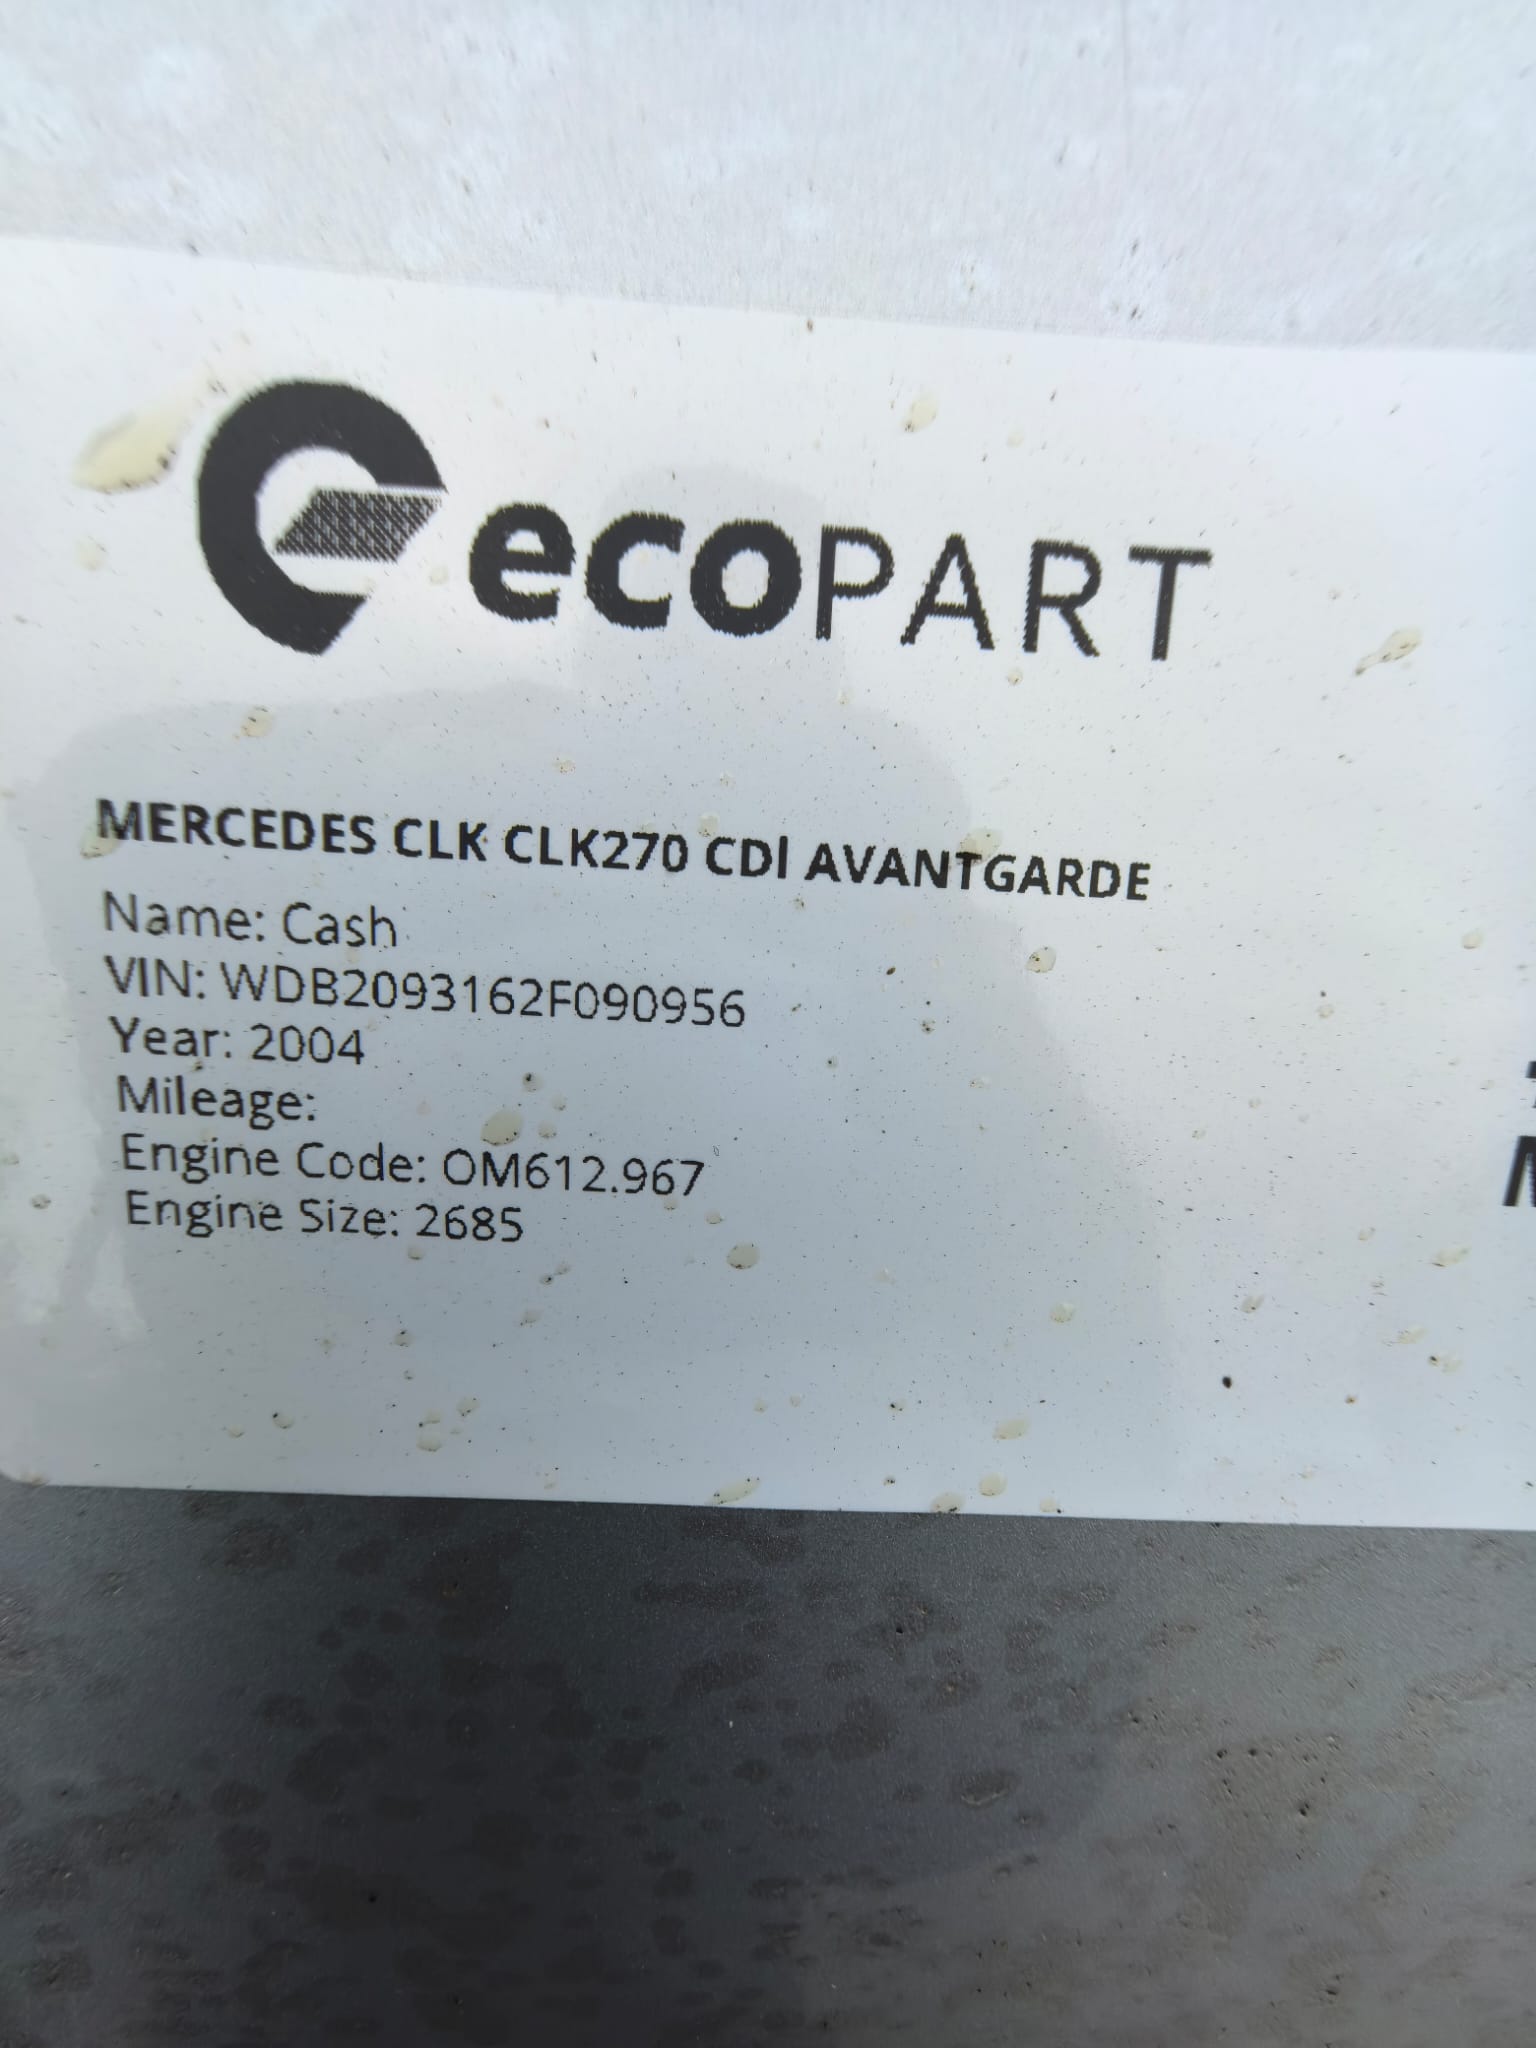 ecoPART
MERCEDES CLK CLK270 CDI AVANTGARDE
Name: Cash
VIN: WDB2093162F090956
Year: 2004
Mileage:
Engine Code: OM612.967
Engine Size: 2685